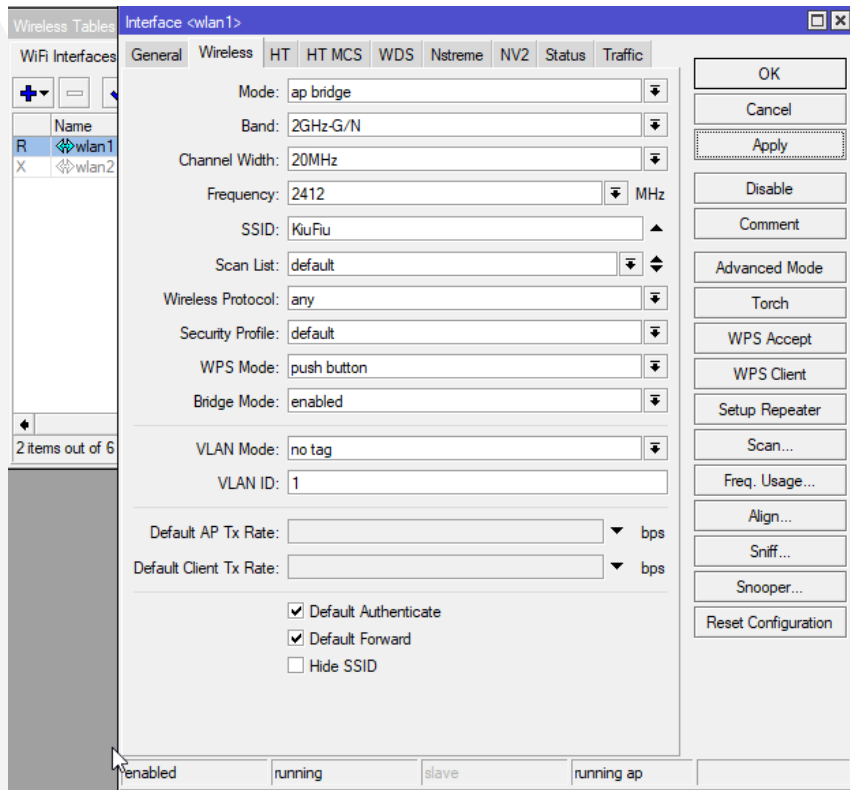 Wireless Tables
WiFi Interfaces
Name
R wlan1
X wlan2
2 items out of 6
Interface <wlan1>
General Wireless HT HT MCS WDS Nstreme NV2 Status Traffic
Mode: ap bridge
Band: 2GHz-G/N
Channel Width: 20MHz
Frequency: 2412 MHz
SSID: KiuFiu
Scan List: default
Wireless Protocol: any
Security Profile: default
WPS Mode: push button
Bridge Mode: enabled
VLAN Mode: no tag
VLAN ID: 1
Default AP Tx Rate: bps
Default Client Tx Rate: bps
Default Authenticate
Default Forward
Hide SSID
OK
Cancel
Apply
Disable
Comment
Advanced Mode
Torch
WPS Accept
WPS Client
Setup Repeater
Scan...
Freq. Usage...
Align...
Sniff...
Snooper...
Reset Configuration
enabled running slave running ap